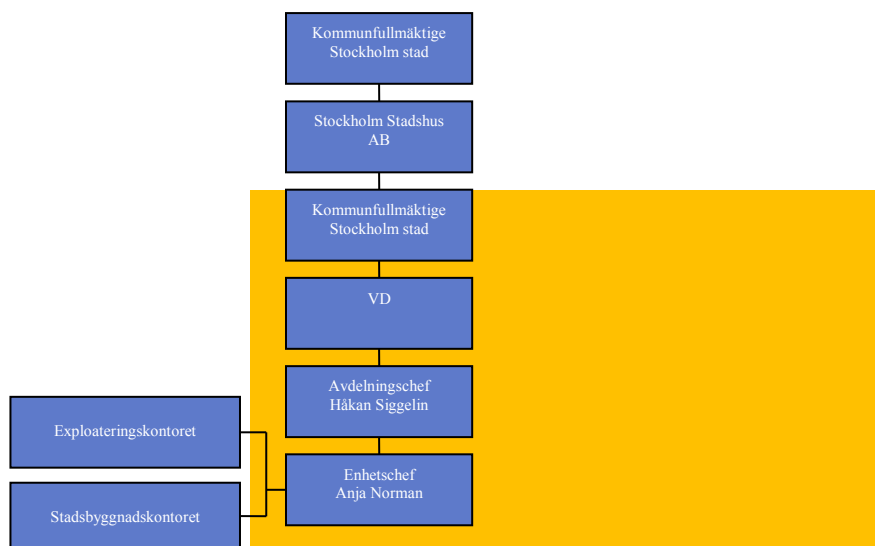 Kommunfullmäktige
Stockholm stad
Stockholm Stadshus
AB
Kommunfullmäktige
Stockholm stad
VD
Avdelningschef
Håkan Siggelin
Exploateringskontoret
Enhetschef
Anja Norman
Stadsbyggnadskontoret